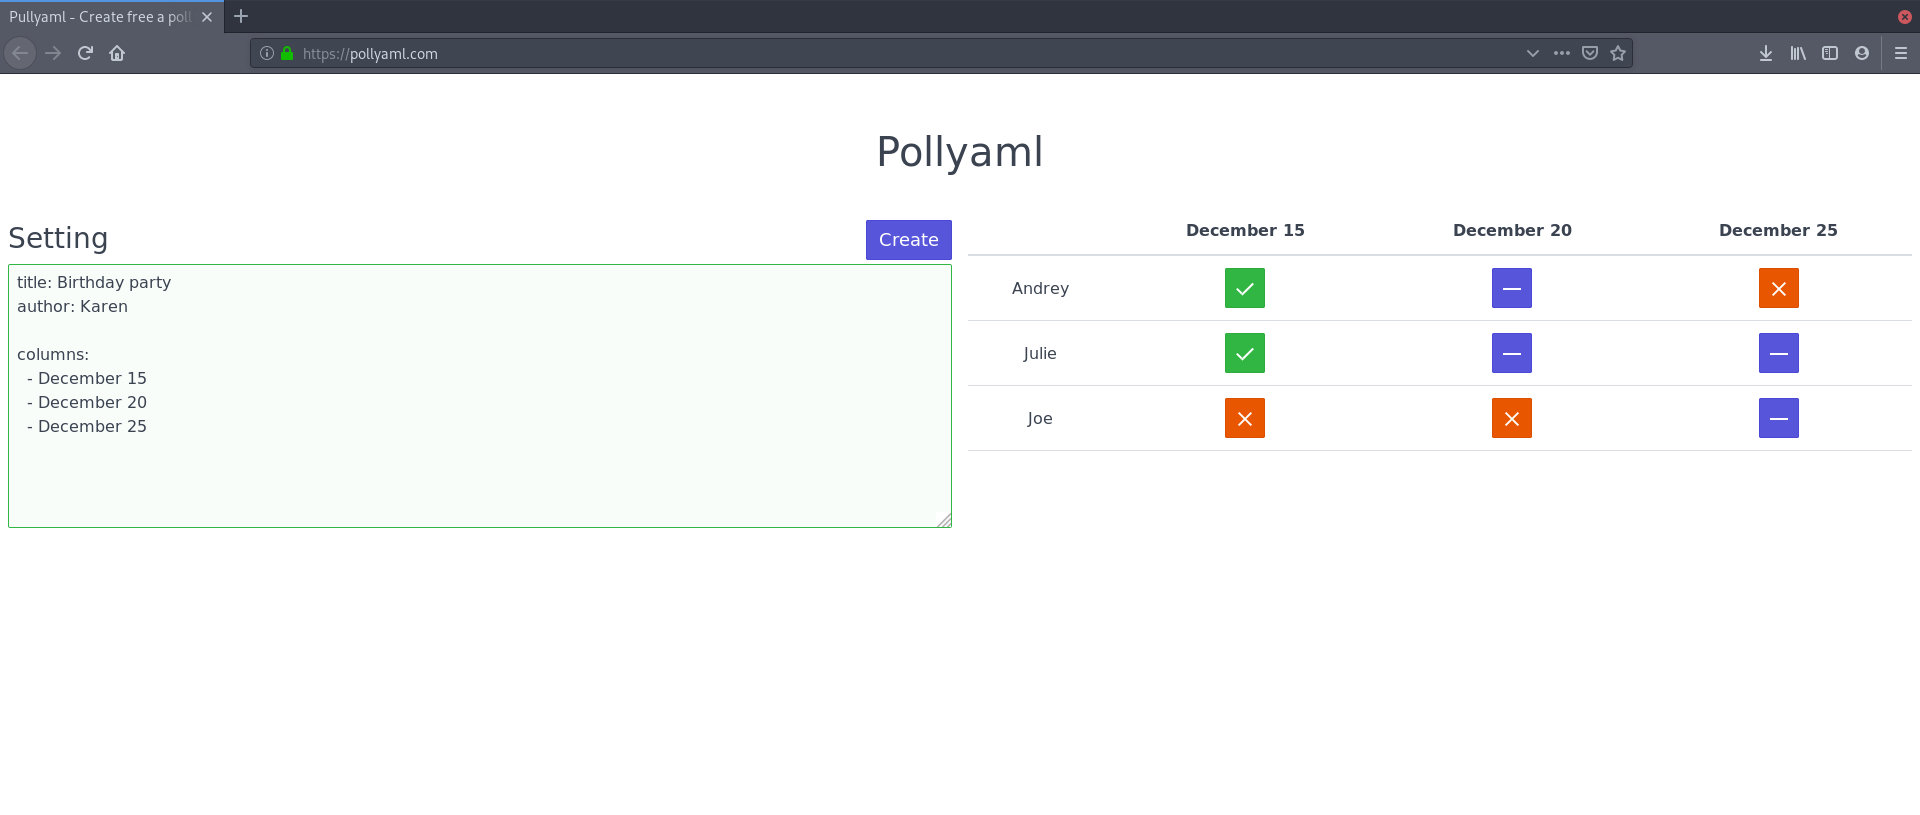 Pullyaml - Create free a poll
https://pollyaml.com
Pollyaml
Setting
Create
title: Birthday party
author: Karen
columns:
- December 15
- December 20
- December 25
December 15 December 20 December 25
Andrey
Julie
Joe